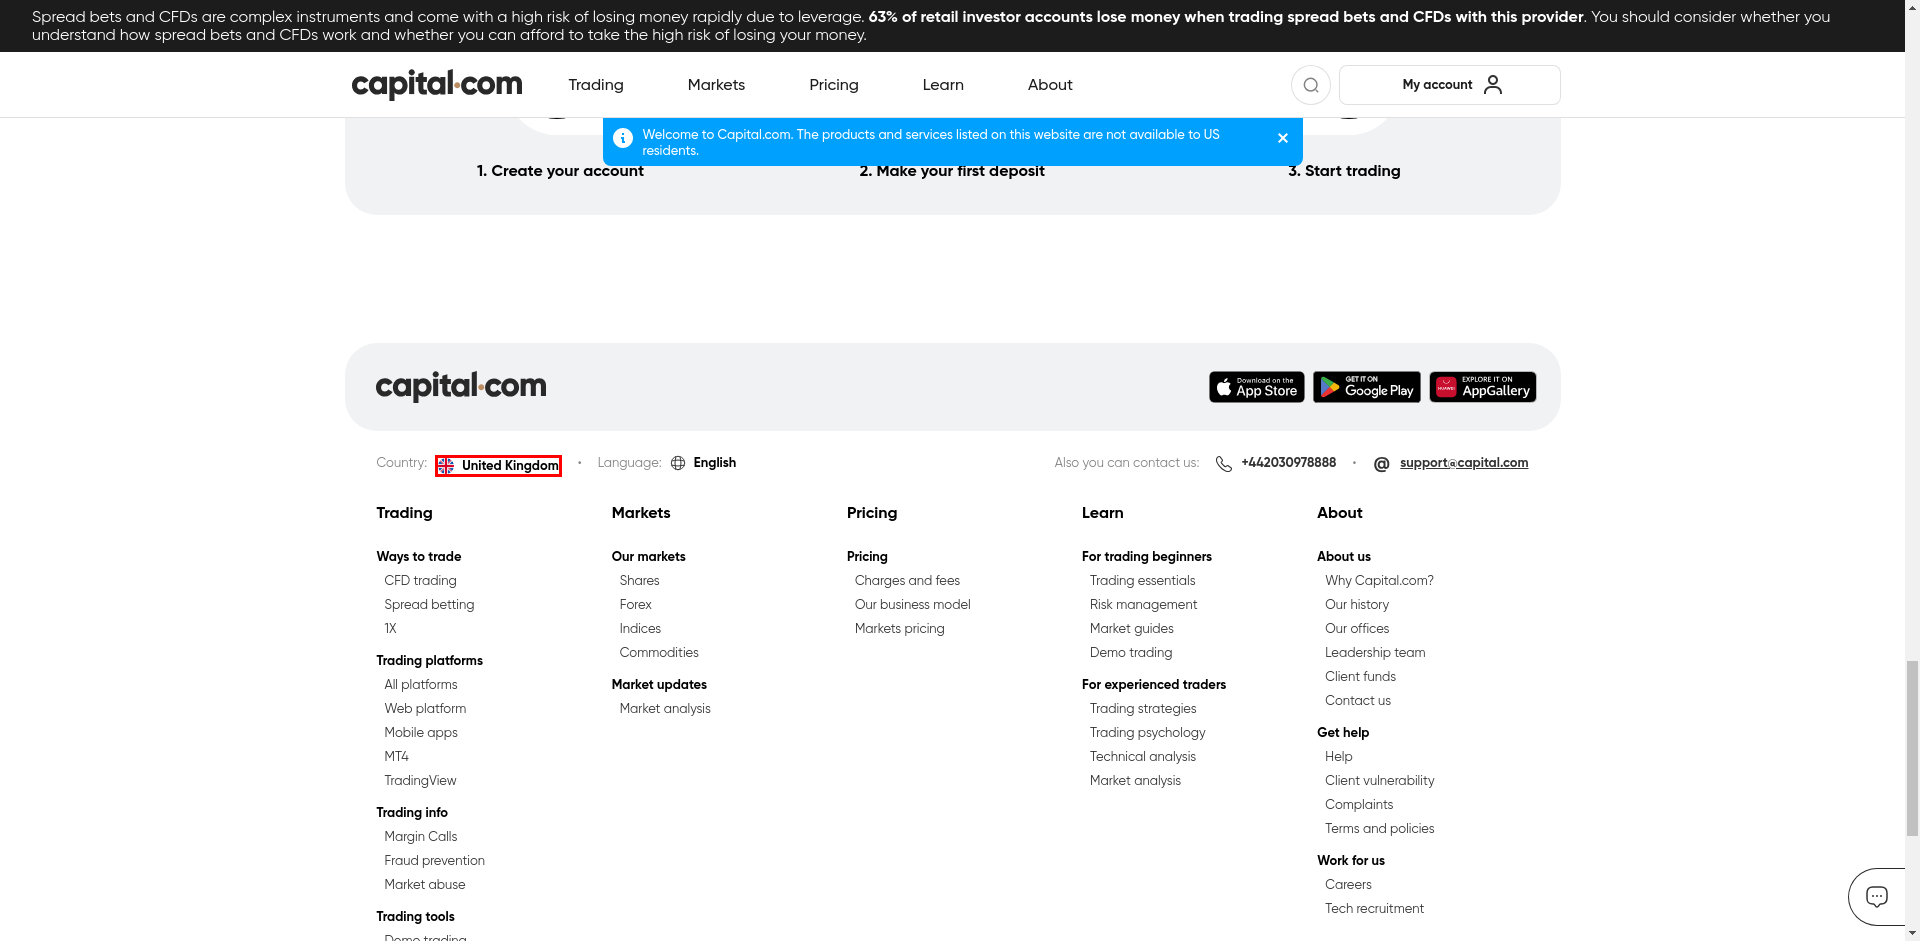 Spread bets and CFDs are complex instruments and come with a high risk of losing money rapidly due to leverage. 63% of retail investor accounts lose money when trading spread bets and CFDs with this provider. You should consider whether you
understand how spread bets and CFDs work and whether you can afford to take the high risk of losing your money.
capital.com
Trading
Markets
Pricing
Learn
About
My account
Welcome to Capital.com. The products and services listed on this website are not available to US
residents.
1. Create your account
2. Make your first deposit
3. Start trading
capital.com
Download on the
App Store
GET IT ON
Google Play
EXPLORE IT ON
AppGallery
Country: United Kingdom
Language: English
Also you can contact us: +442030978888
support@capital.com
Trading
Ways to trade
CFD trading
Spread betting
1X
Trading platforms
All platforms
Web platform
Mobile apps
MT4
TradingView
Trading info
Margin Calls
Fraud prevention
Market abuse
Trading tools
Demo trading
Markets
Our markets
Shares
Forex
Indices
Commodities
Market updates
Market analysis
Pricing
Pricing
Charges and fees
Our business model
Markets pricing
Learn
For trading beginners
Trading essentials
Risk management
Market guides
Demo trading
For experienced traders
Trading strategies
Trading psychology
Technical analysis
Market analysis
About
About us
Why Capital.com?
Our history
Our offices
Leadership team
Client funds
Contact us
Get help
Help
Client vulnerability
Complaints
Terms and policies
Work for us
Careers
Tech recruitment